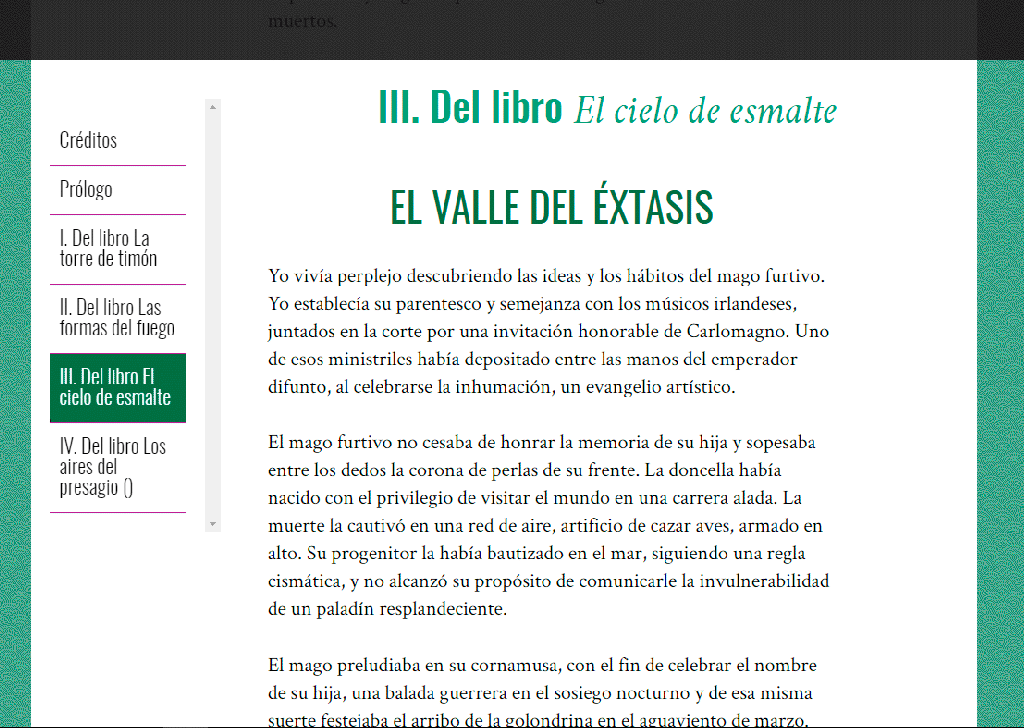 muertos.
Créditos
Prólogo
I. Del libro La
torre de timón
II. Del libro Las
formas del fuego
III. Del libro El
cielo de esmalte
IV. Del libro Los
aires del
presagio ()
III. Del libro El cielo de esmalte
EL VALLE DEL ÉXTASIS
Yo vivía perplejo descubriendo las ideas y los hábitos del mago furtivo.
Yo establecía su parentesco y semejanza con los músicos irlandeses,
juntados en la corte por una invitación honorable de Carlomagno. Uno
de esos ministriles había depositado entre las manos del emperador
difunto, al celebrarse la inhumación, un evangelio artístico.
El mago furtivo no cesaba de honrar la memoria de su hija y sopesaba
entre los dedos la corona de perlas de su frente. La doncella había
nacido con el privilegio de visitar el mundo en una carrera alada. La
muerte la cautivó en una red de aire, artificio de cazar aves, armado en
alto. Su progenitor la había bautizado en el mar, siguiendo una regla
cismática, y no alcanzó su propósito de comunicarle la invulnerabilidad
de un paladín resplandeciente.
El mago preludiaba en su cornamusa, con el fin de celebrar el nombre
de su hija, una balada guerrera en el sosiego nocturno y de esa misma
suerte festejaba el arribo de la golondrina en el aguaviento de marzo.